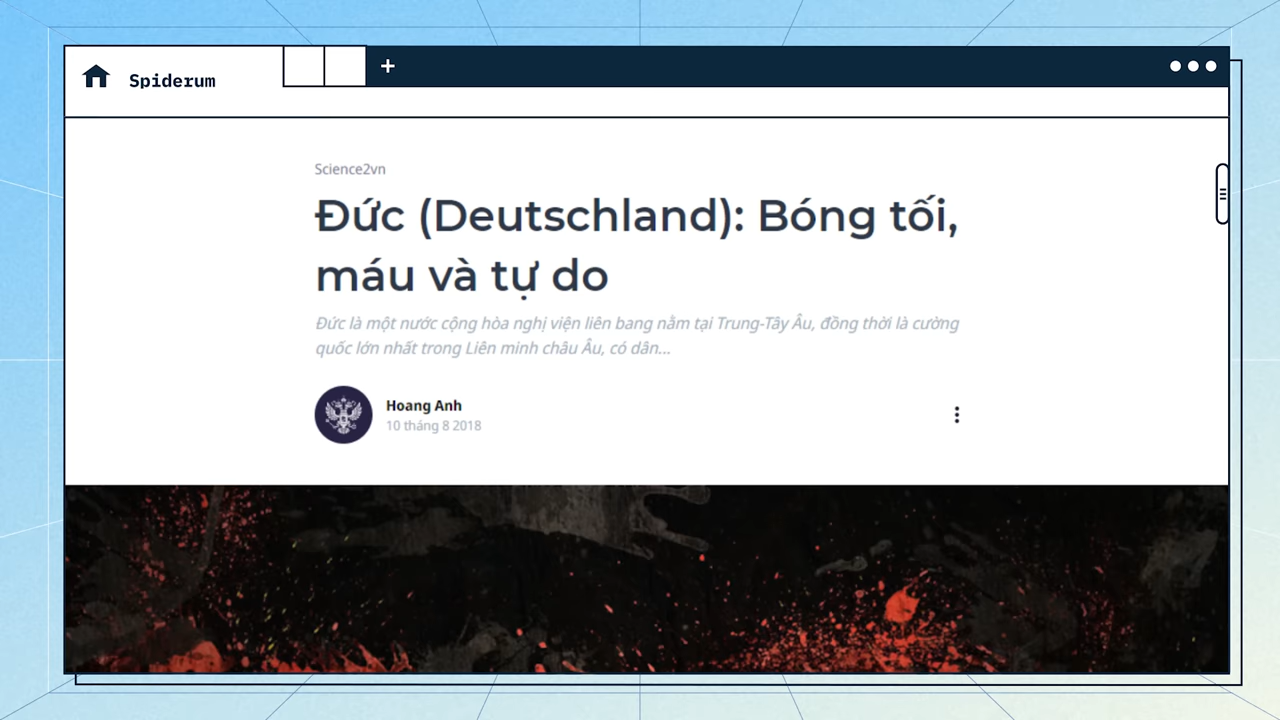 Spiderum
Science2vn
Đức (Deutschland): Bóng tối,
máu và tự do
Đức là một nước cộng hòa nghị viện liên bang nằm tại Trung-Tây Âu, đồng thời là cường
quốc lớn nhất trong Liên minh châu Âu, có dân...
Hoang Anh
10 tháng 8 2018